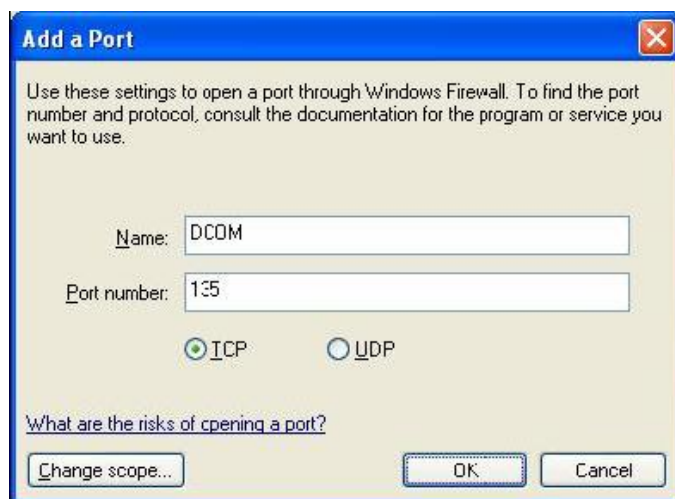 Add a Port
Use these settings to open a port through Windows Firewall. To find the port
number and protocol, consult the documentation for the program or service you
want to use.
Name: DCOM
Port number: 135
TCP UDP
What are the risks of opening a port?
Change scope... OK Cancel